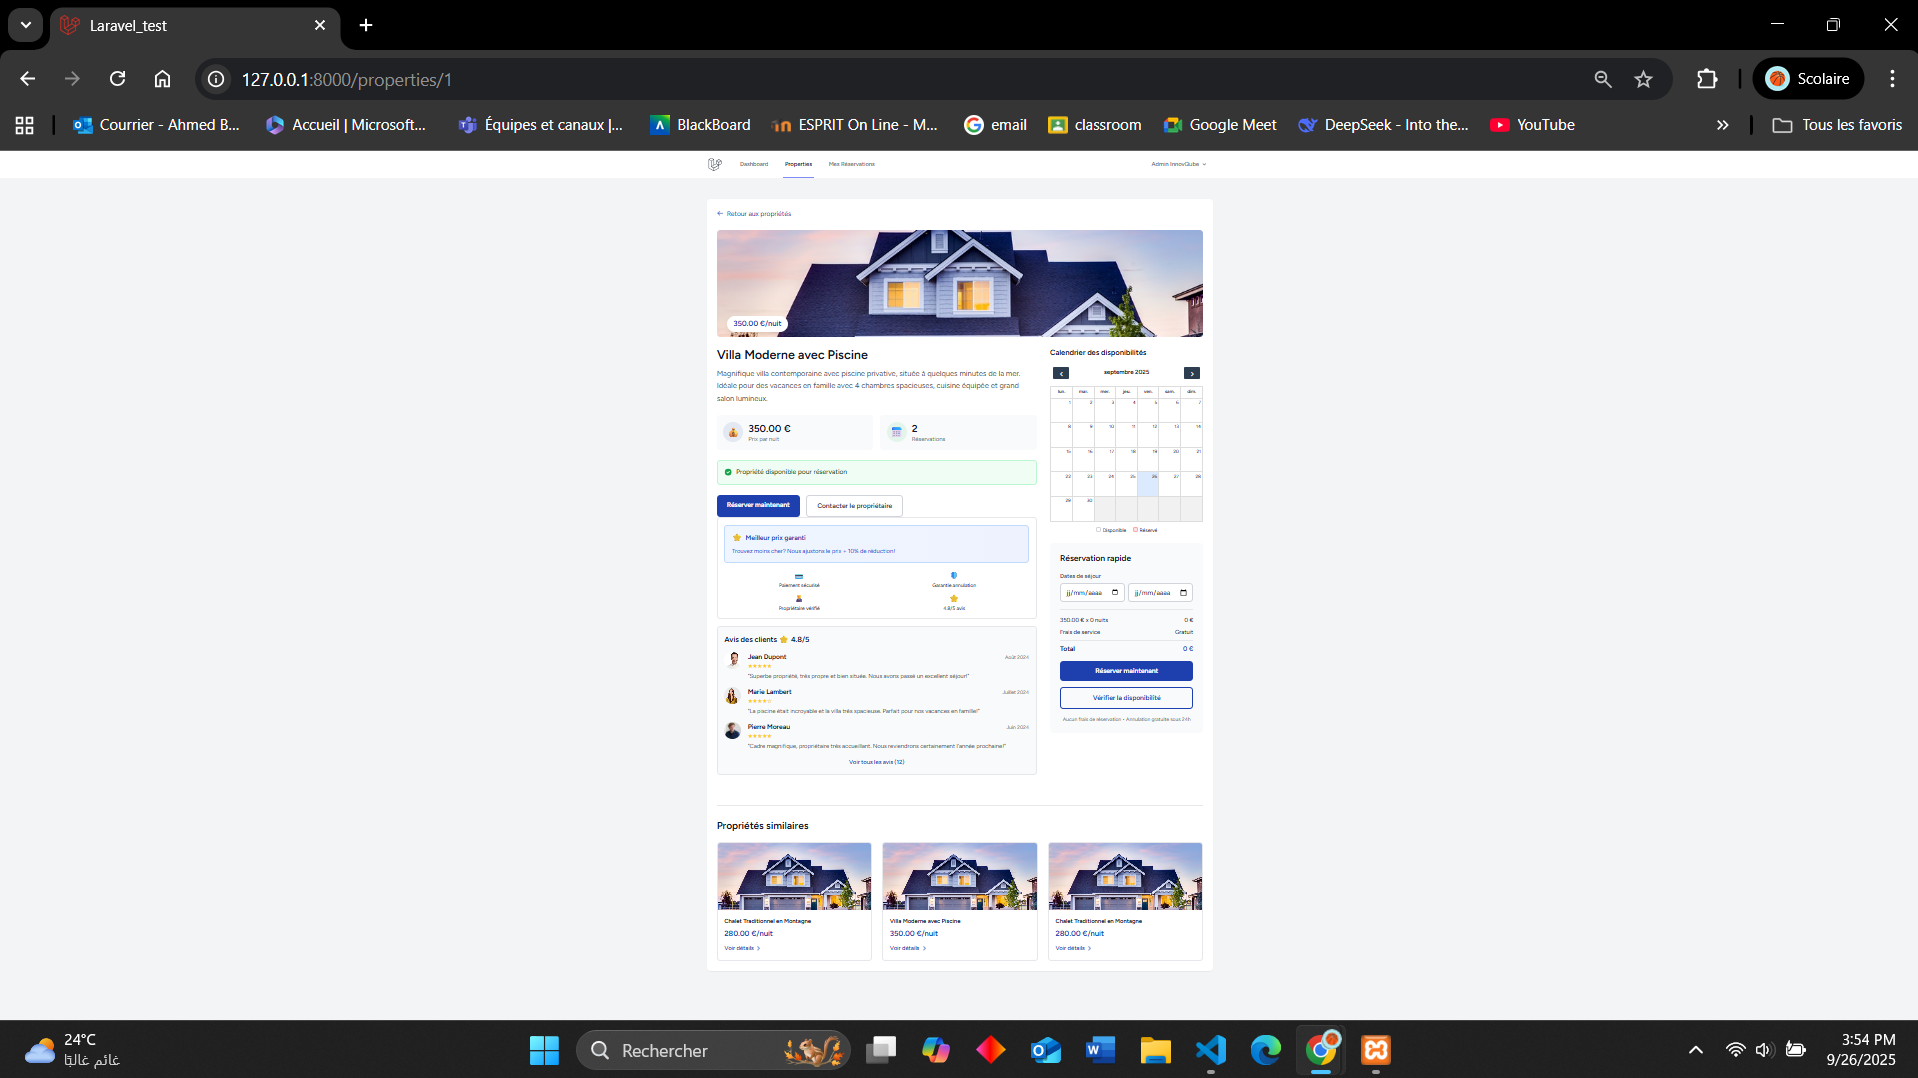 Laravel_test
127.0.0.1:8000/properties/1
Scolaire
Courrier - Ahmed B...
Accueil | Microsoft...
Équipes et canaux |...
BlackBoard
ESPRIT On Line - M...
email
classroom
Google Meet
DeepSeek - Into the...
YouTube
Tous les favoris
Dashboard
Properties
Mes Réservations
Admin InnovQube
Retour aux propriétés
350.00 €/nuit
Villa Moderne avec Piscine
Magnifique villa contemporaine avec piscine privative, située à quelques minutes de la mer.
Idéale pour des vacances en famille avec 4 chambres spacieuses, cuisine équipée et grand
salon lumineux.
350.00 €
Prix par nuit
2
Réservations
Propriété disponible pour réservation
Réserver maintenant
Contacter le propriétaire
Meilleur prix garanti
Trouvez moins cher? Nous ajustons le prix + 10% de réduction!
Paiement sécurisé
Garantie annulation
Propriétaire vérifié
4.8/5 avis
Avis des clients 4.8/5
Jean Dupont
Août 2024
"Superbe propriété, très propre et bien située. Nous avons passé un excellent séjour!"
Marie Lambert
Juillet 2024
"La piscine était incroyable et la villa très spacieuse. Parfait pour nos vacances en famille!"
Pierre Moreau
Juin 2024
"Cadre magnifique, propriétaire très accueillant. Nous reviendrons certainement l'année prochaine!"
Voir tous les avis (12)
Calendrier des disponibilités
septembre 2025
lun. mar. mer. jeu. ven. sam. dim.
1 2 3 4 5 6 7
8 9 10 11 12 13 14
15 16 17 18 19 20 21
22 23 24 25 26 27 28
29 30
Disponible Réservé
Réservation rapide
Dates de séjour
jj/mm/aaaa
jj/mm/aaaa
350.00 € x 0 nuits 0 €
Frais de service Gratuit
Total 0 €
Réserver maintenant
Vérifier la disponibilité
Aucun frais de réservation • Annulation gratuite sous 24h
Propriétés similaires
Chalet Traditionnel en Montagne
280.00 €/nuit
Voir détails
Villa Moderne avec Piscine
350.00 €/nuit
Voir détails
Chalet Traditionnel en Montagne
280.00 €/nuit
Voir détails
24°C
غائم غالبًا
Rechercher
3:54 PM
9/26/2025